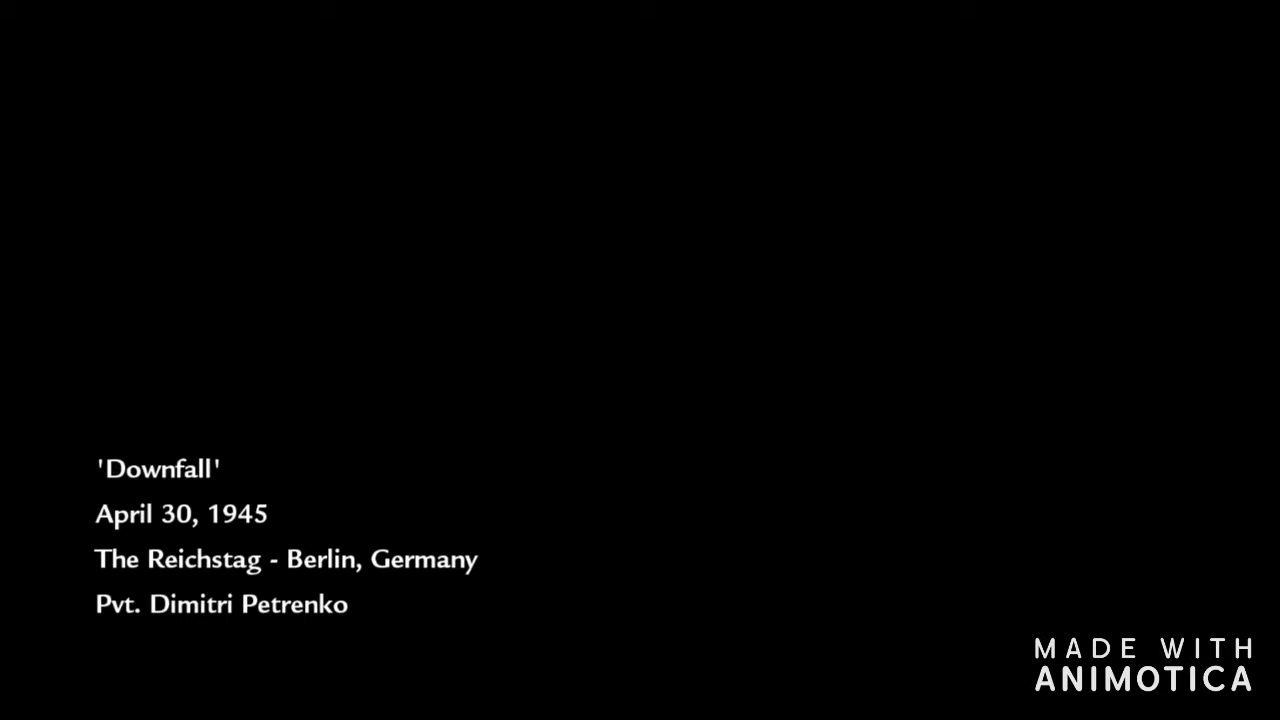 'Downfall'
April 30, 1945
The Reichstag - Berlin, Germany
Pvt. Dimitri Petrenko
MADE WITH
ANIMOTICA